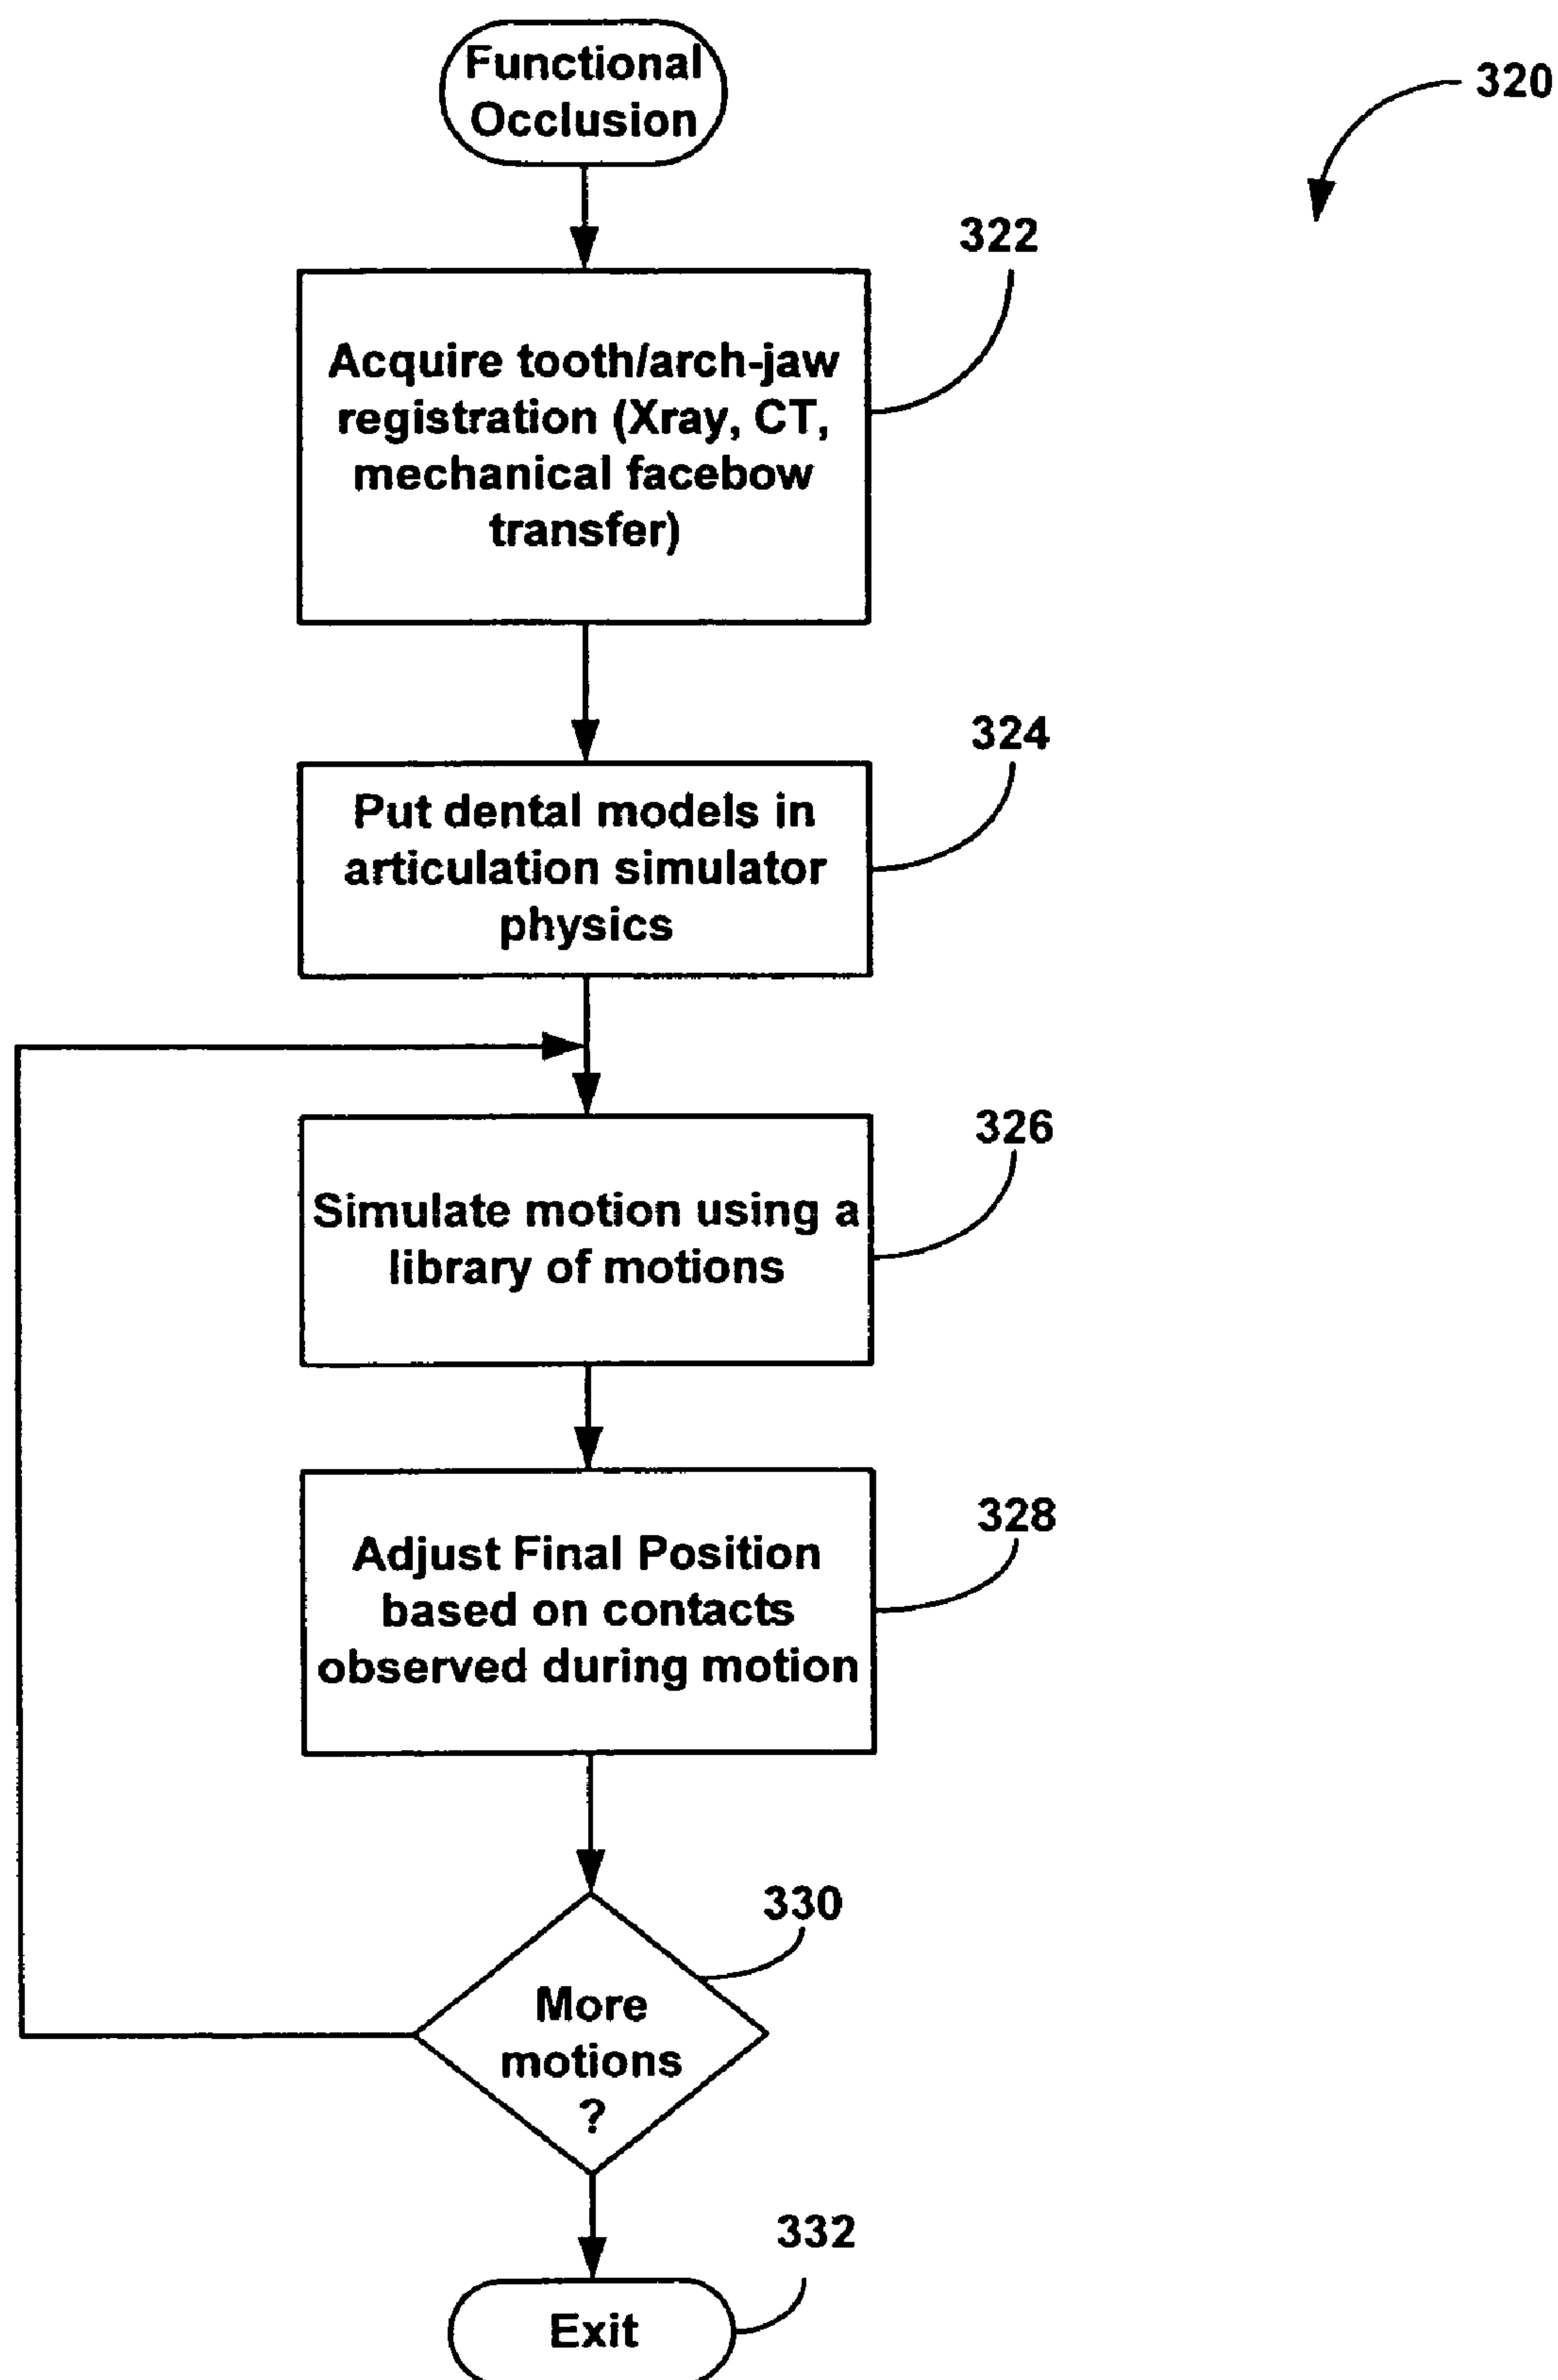 Functional
Occlusion
320
322
Acquire tooth/arch-jaw
registration (Xray, CT,
mechanical facebow
transfer)
324
Put dental models in
articulation simulator
physics
326
Simulate motion using a
library of motions
328
Adjust Final Position
based on contacts
observed during motion
330
More
motions
?
332
Exit